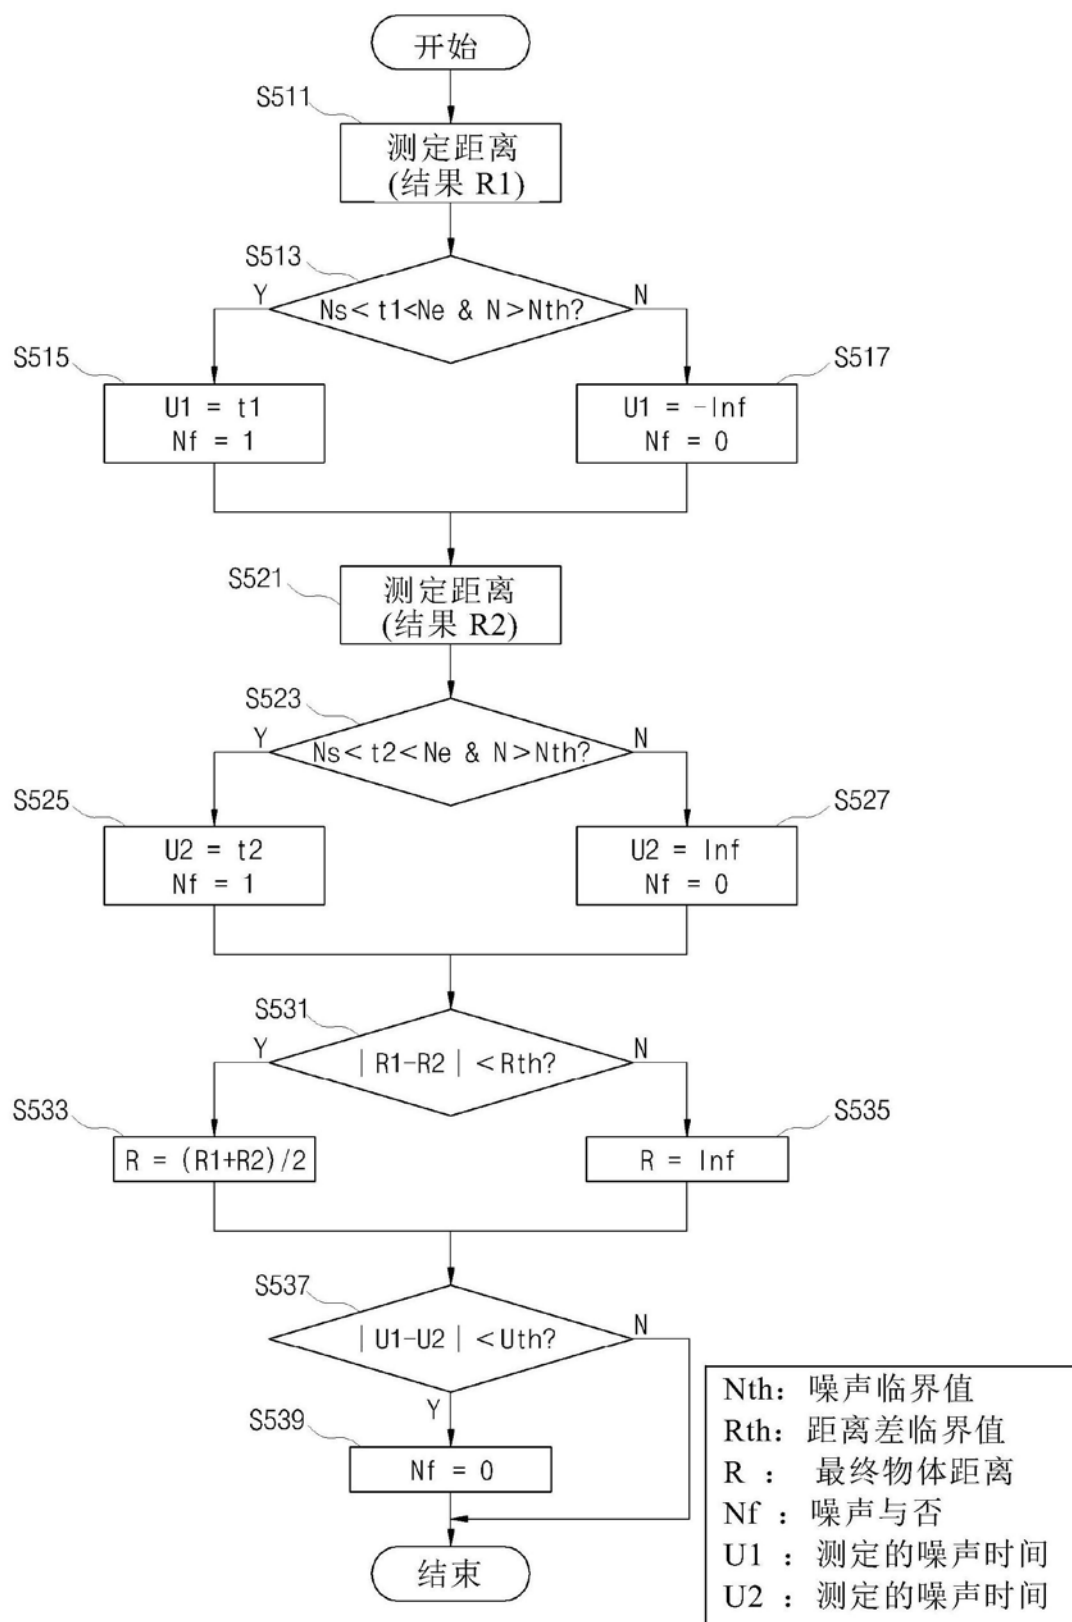 开始
S511
测定距离
(结果 R1)
S513
Y
N
Ns<t1<Ne & N>Nth?
S515
S517
U1 = t1
Nf = 1
U1 = -Inf
Nf = 0
S521
测定距离
(结果 R2)
S523
Y
N
Ns<t2<Ne & N>Nth?
S525
S527
U2 = t2
Nf = 1
U2 = Inf
Nf = 0
S531
Y
N
|R1-R2| <Rth?
S533
S535
R = (R1+R2)/2
R = Inf
S537
N
|U1-U2| <Uth?
Y
S539
Nf = 0
结束
Nth: 噪声临界值
Rth: 距离差临界值
R : 最终物体距离
Nf : 噪声与否
U1 : 测定的噪声时间
U2 : 测定的噪声时间